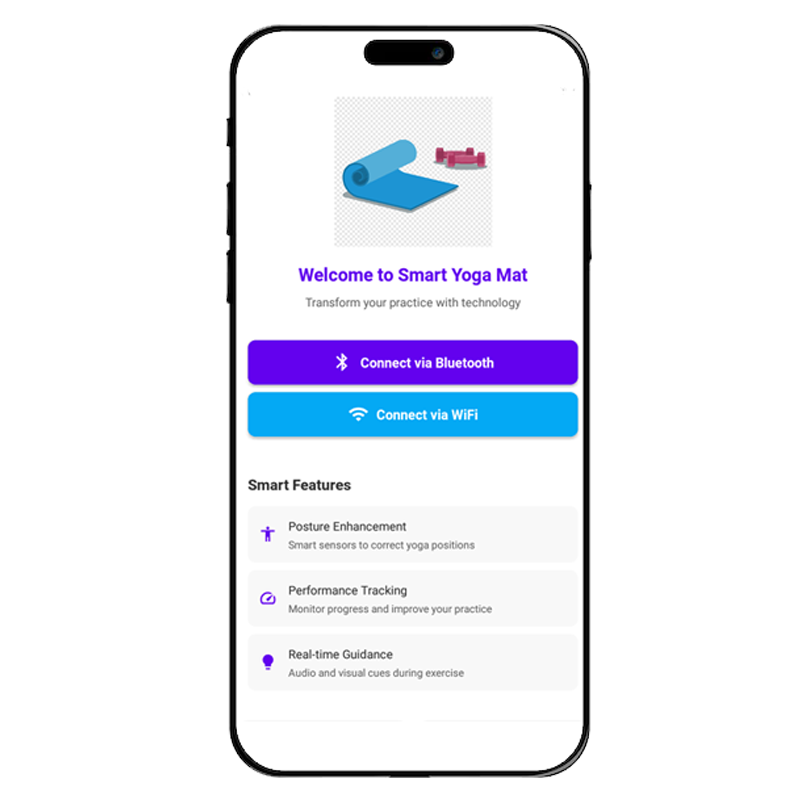 Welcome to Smart Yoga Mat
Transform your practice with technology
Connect via Bluetooth
Connect via WiFi
Smart Features
Posture Enhancement
Smart sensors to correct yoga positions
Performance Tracking
Monitor progress and improve your practice
Real-time Guidance
Audio and visual cues during exercise